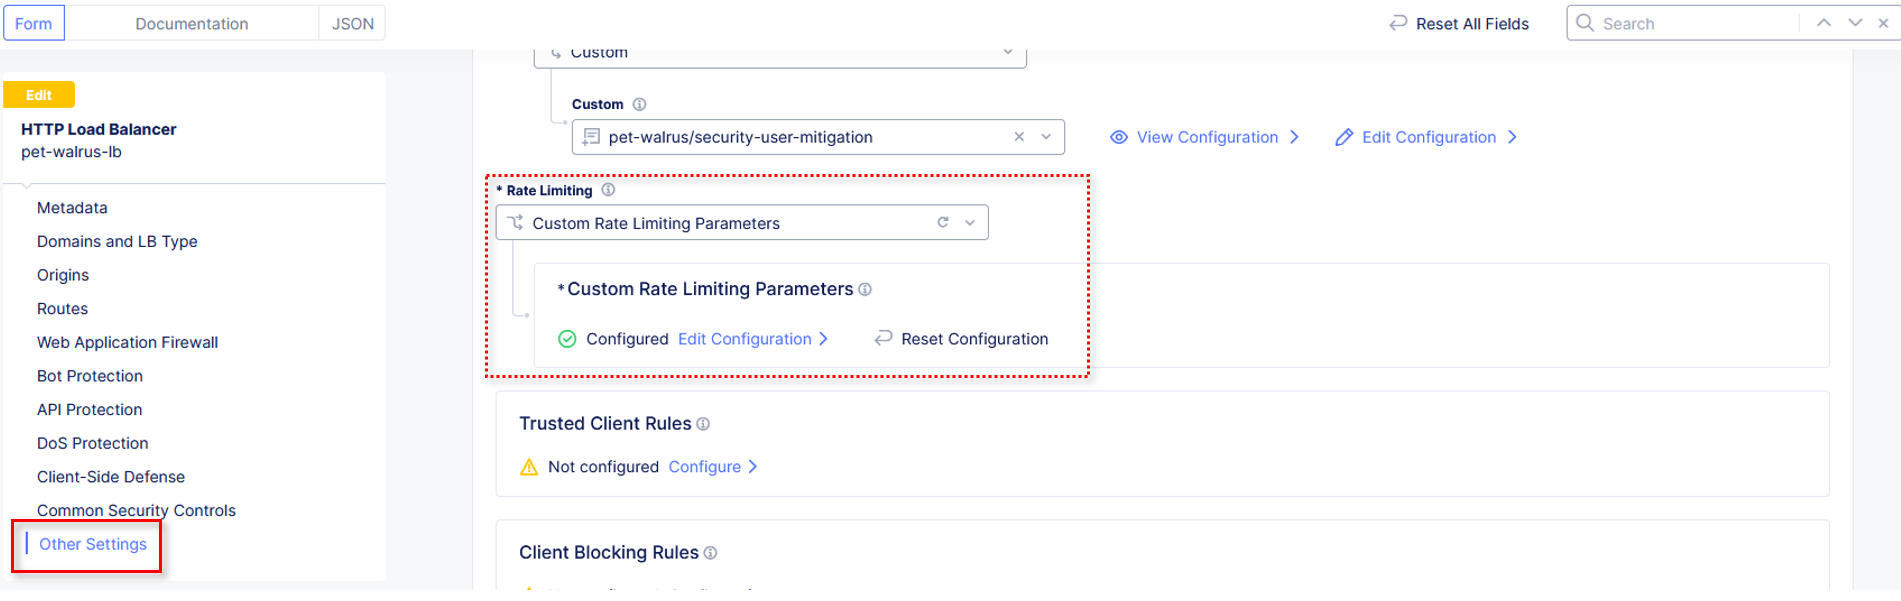 Form
Documentation
JSON
Reset All Fields
Search
Edit
HTTP Load Balancer
pet-walrus-lb
Metadata
Domains and LB Type
Origins
Routes
Web Application Firewall
Bot Protection
API Protection
DoS Protection
Client-Side Defense
Common Security Controls
Other Settings
Custom
Custom
pet-walrus/security-user-mitigation
View Configuration
Edit Configuration
* Rate Limiting
Custom Rate Limiting Parameters
* Custom Rate Limiting Parameters
Configured Edit Configuration
Reset Configuration
Trusted Client Rules
Not configured Configure
Client Blocking Rules